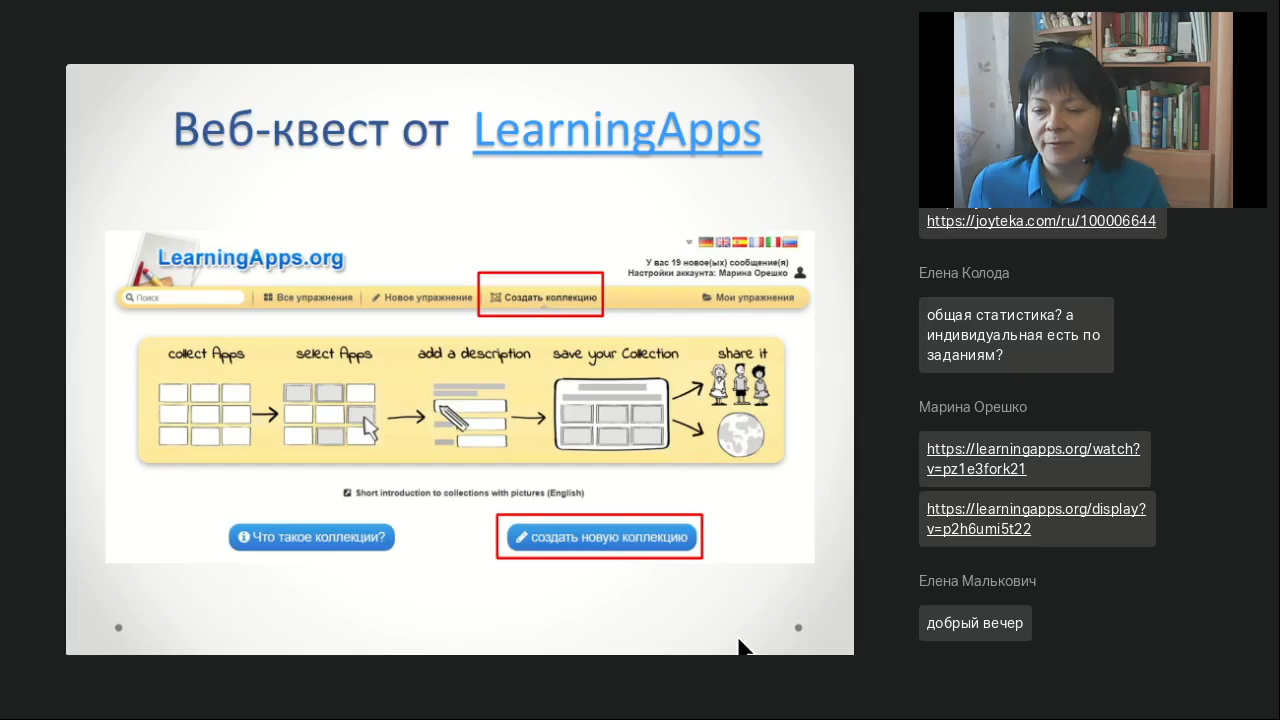 Веб-квест от LearningApps
LearningApps.org
У вас 19 новое(ых) сообщение(я)
Настройки аккаунта: Марина Орешко
Поиск
Все упражнения
Новое упражнение
Создать коллекцию
Мои упражнения
collect Apps
select Apps
add a description
save your Collection
share it
Short introduction to collections with pictures (English)
Что такое коллекции?
создать новую коллекцию
https://joyteka.com/ru/100006644
Елена Колода
общая статистика? а
индивидуальная есть по
заданиям?
Марина Орешко
https://learningapps.org/watch?
v=pz1e3fork21
https://learningapps.org/display?
v=p2h6umi5t22
Елена Малькович
добрый вечер